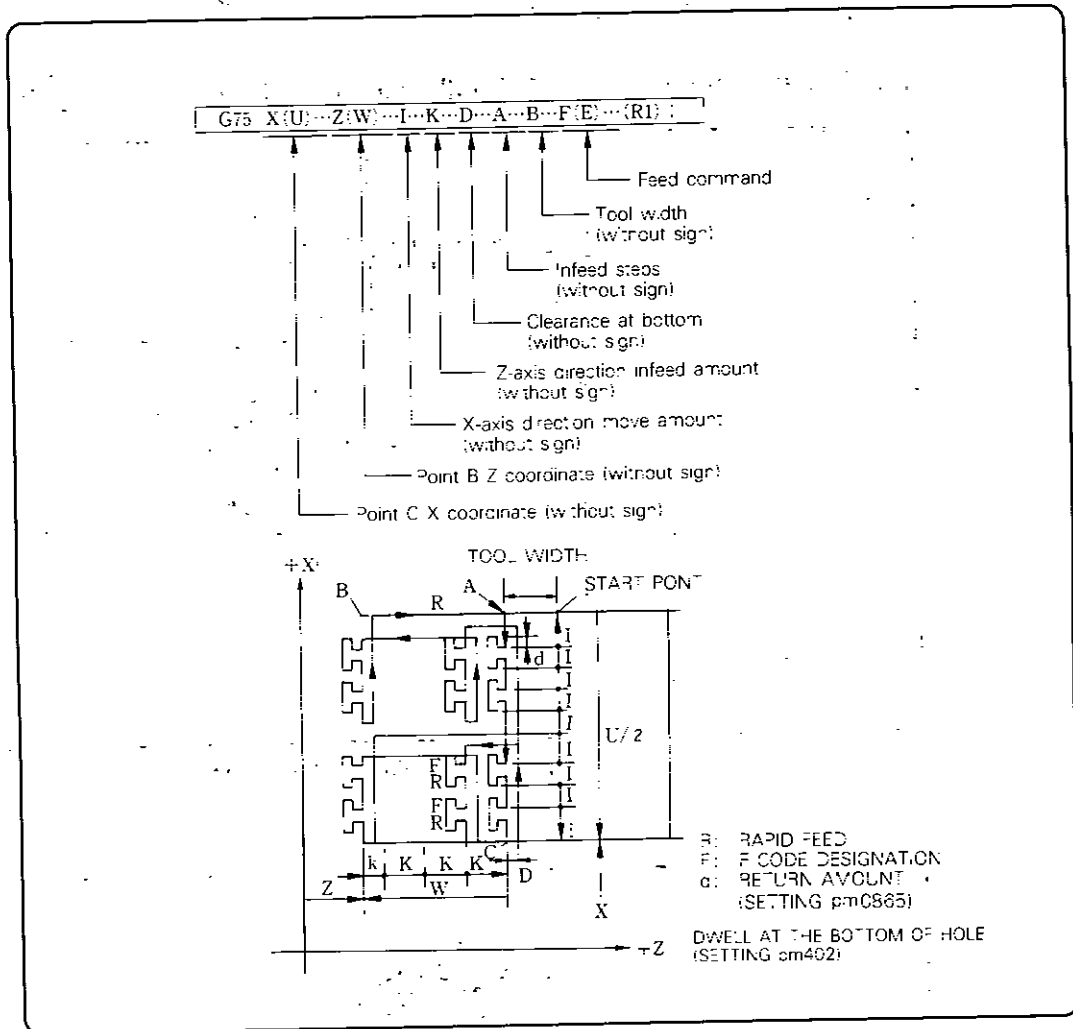 G75 X(U)…Z(W)…I…K…D…A…B…F(E)…(R1) ;
Feed command
Tool width
(without sign)
Infeed steps
(without sign)
Clearance at bottom
(without sign)
Z-axis direction infeed amount
(without sign)
X-axis direction move amount
(without sign)
Point B Z coordinate (without sign)
Point C X coordinate (without sign)
TOOL WIDTH
+X
B
A
R
START PONT
d
I
I
I
I
I
I
I
U/2
F
R
F
R
C
k
K
K
K
D
Z
W
X
+Z
R: RAPID FEED
F: F CODE DESIGNATION
d: RETURN AMOUNT
(SETTING pm0865)
DWELL AT THE BOTTOM OF HOLE
(SETTING pm402)